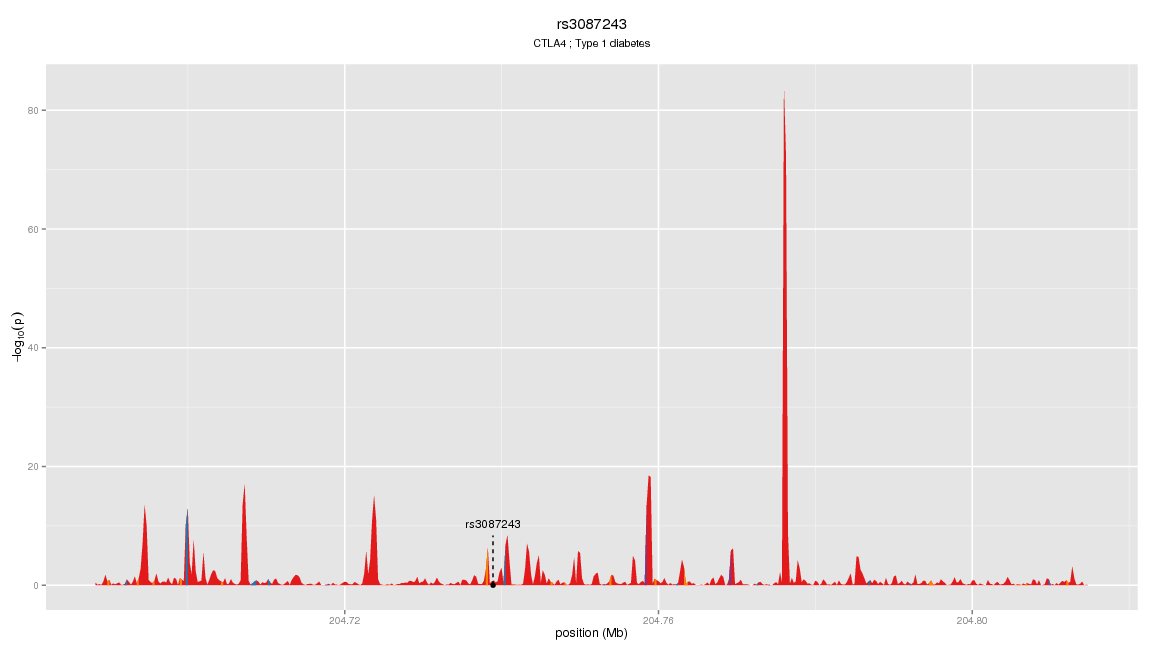 rs3087243
CTLA4 ; Type 1 diabetes
80
60
40
20
0
−log10(p)
rs3087243
204.72
204.76
204.80
position (Mb)